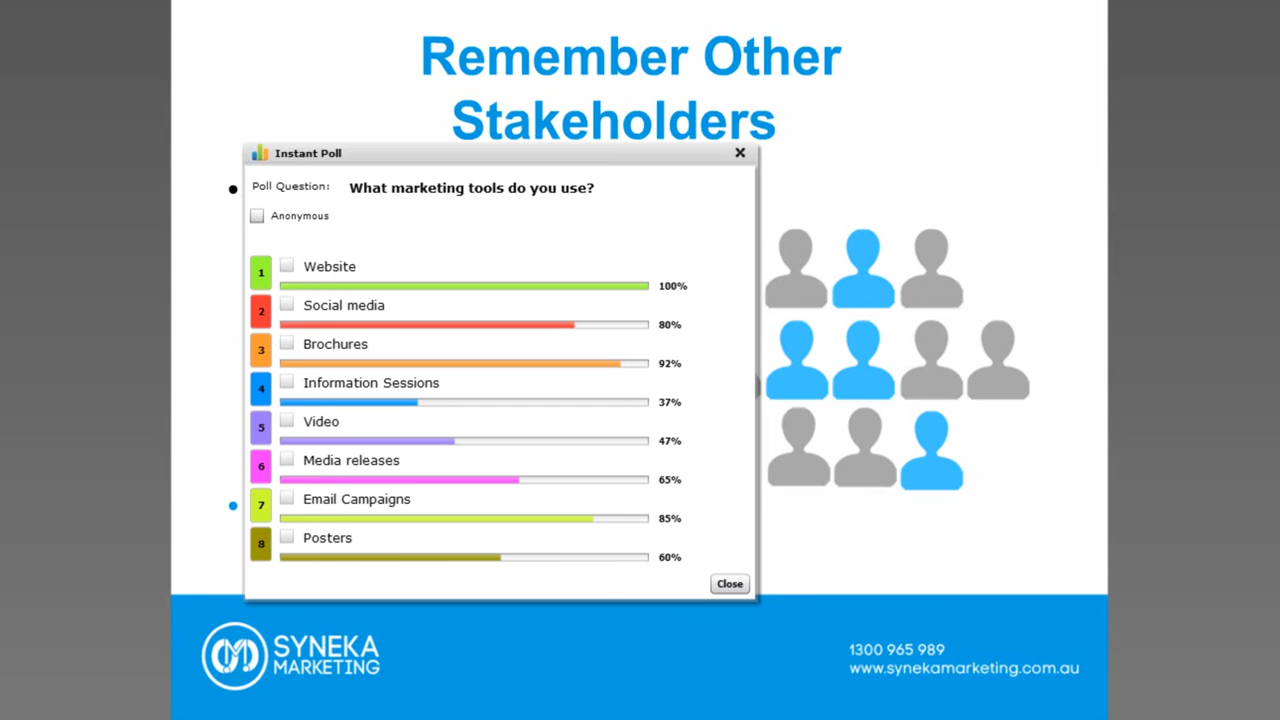 Remember Other
Stakeholders
Instant Poll
Poll Question: What marketing tools do you use?
Anonymous
1 Website
100%
2 Social media
80%
3 Brochures
92%
4 Information Sessions
37%
5 Video
47%
6 Media releases
65%
7 Email Campaigns
85%
8 Posters
60%
Close
SYNEKA
MARKETING
1300 965 989
www.synekamarketing.com.au